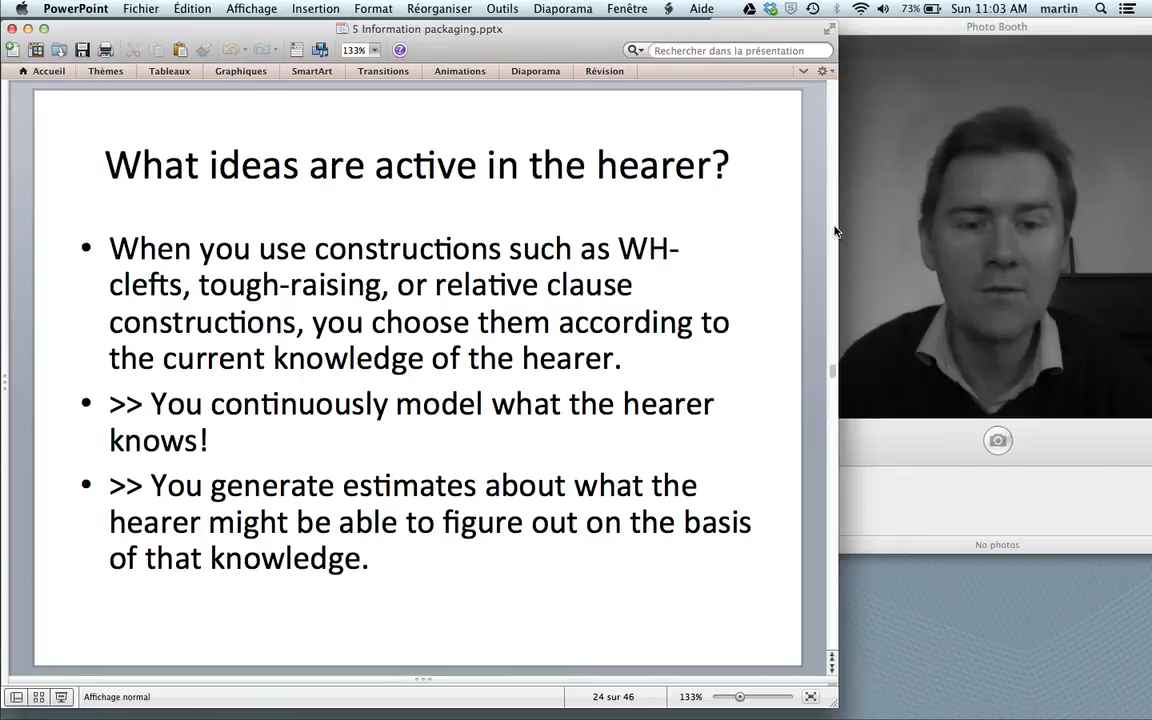 PowerPoint Fichier Édition Affichage Insertion Format Réorganiser Outils Diaporama Fenêtre Aide 73% Sun 11:03 AM martin
5 Information packaging.pptx
Photo Booth
133% Rechercher dans la présentation
Accueil Thèmes Tableaux Graphiques SmartArt Transitions Animations Diaporama Révision
What ideas are active in the hearer?
• When you use constructions such as WH-
clefts, tough-raising, or relative clause
constructions, you choose them according to
the current knowledge of the hearer.
• >> You continuously model what the hearer
knows!
• >> You generate estimates about what the
hearer might be able to figure out on the basis
of that knowledge.
No photos
Affichage normal 24 sur 46 133%